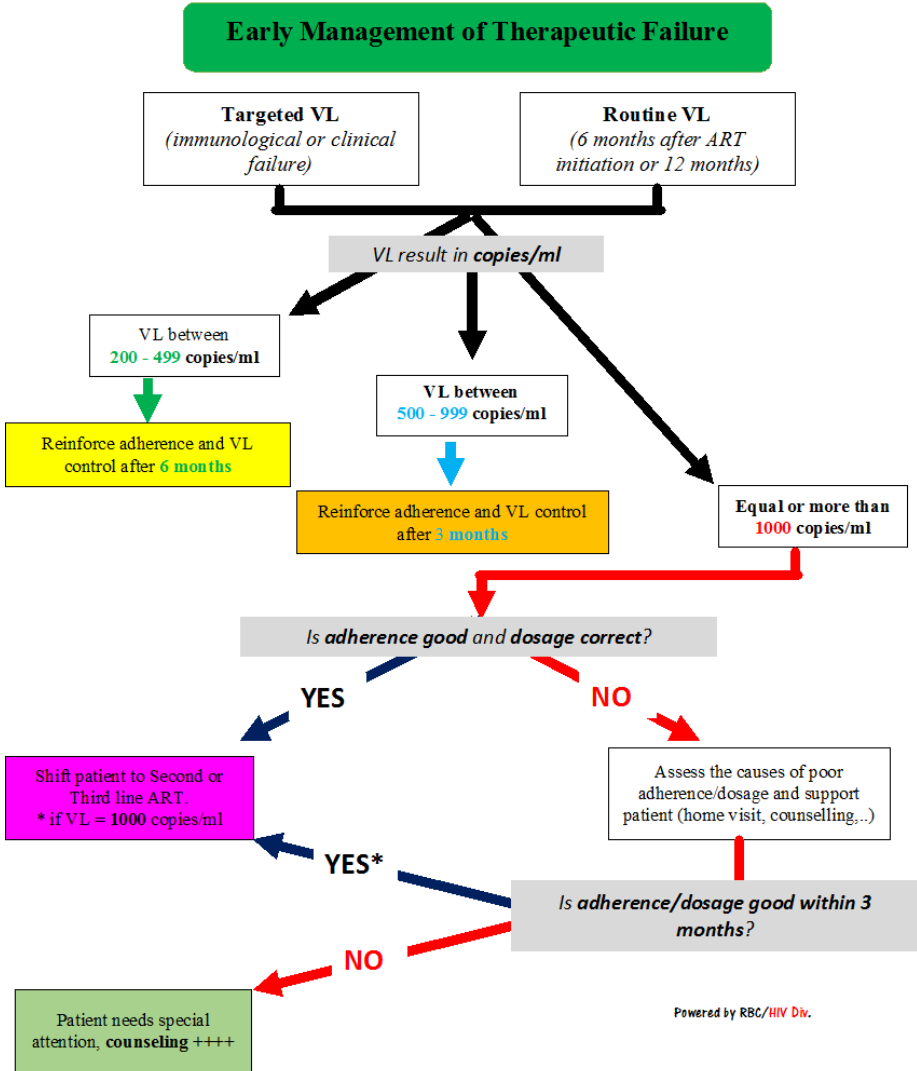 Early Management of Therapeutic Failure
Targeted VL
(immunological or clinical
failure)
Routine VL
(6 months after ART
initiation or 12 months)
VL result in copies/ml
VL between
200 - 499 copies/ml
VL between
500 - 999 copies/ml
Reinforce adherence and VL
control after 6 months
Reinforce adherence and VL control
after 3 months
Equal or more than
1000 copies/ml
Is adherence good and dosage correct?
YES
NO
Shift patient to Second or
Third line ART.
* if VL = 1000 copies/ml
Assess the causes of poor
adherence/dosage and support
patient (home visit, counselling,..)
YES*
Is adherence/dosage good within 3
months?
NO
Patient needs special
attention, counseling ++++
Powered by RBC/HIV Div.